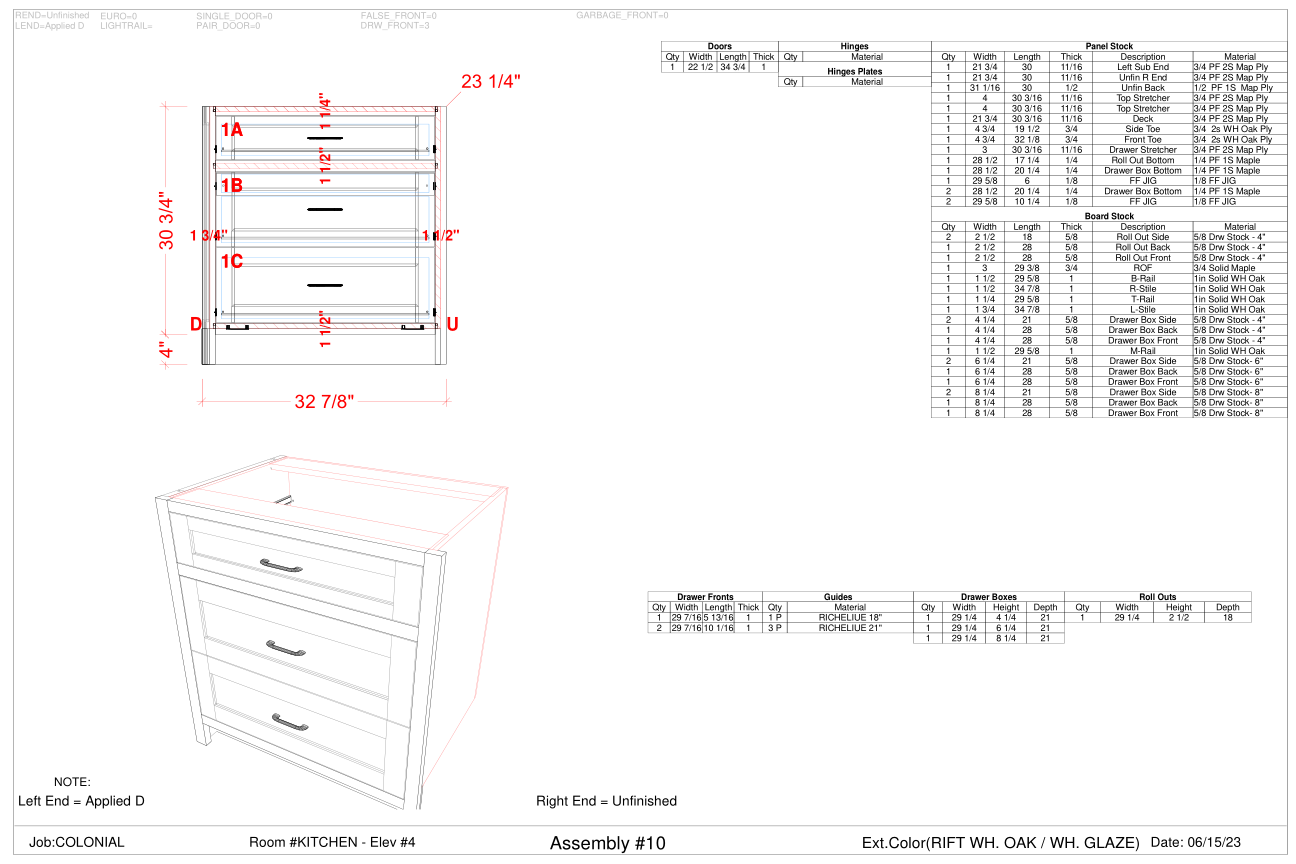 REND=Unfinished EURO=0 SINGLE_DOOR=0 FALSE_FRONT=0 GARBAGE_FRONT=0
LEND=Applied D LIGHTRAIL= PAIR_DOOR=0 DRW_FRONT=3
23 1/4"
1 1/4"
1A
1 1/2"
1B
30 3/4"
1 3/4"
1 1/2"
1C
D
1 1/2"
U
4"
32 7/8"
Doors
Qty Width Length Thick
1 22 1/2 34 3/4 1
Hinges
Qty Material
Hinges Plates
Qty Material
Panel Stock
Qty Width Length Thick Description Material
1 21 3/4 30 11/16 Left Sub End 3/4 PF 2S Map Ply
1 21 3/4 30 11/16 Unfin R End 3/4 PF 2S Map Ply
1 31 1/16 30 1/2 Unfin Back 1/2 PF 1S Map Ply
1 4 30 3/16 11/16 Top Stretcher 3/4 PF 2S Map Ply
1 4 30 3/16 11/16 Top Stretcher 3/4 PF 2S Map Ply
1 21 3/4 30 3/16 11/16 Deck 3/4 PF 2S Map Ply
1 4 3/4 19 1/2 3/4 Side Toe 3/4 2s WH Oak Ply
1 4 3/4 32 1/8 3/4 Front Toe 3/4 2s WH Oak Ply
1 3 30 3/16 11/16 Drawer Stretcher 3/4 PF 2S Map Ply
1 28 1/2 17 1/4 1/4 Roll Out Bottom 1/4 PF 1S Maple
1 28 1/2 20 1/4 1/4 Drawer Box Bottom 1/4 PF 1S Maple
1 29 5/8 6 1/8 FF JIG 1/8 FF JIG
2 28 1/2 20 1/4 1/4 Drawer Box Bottom 1/4 PF 1S Maple
2 29 5/8 10 1/4 1/8 FF JIG 1/8 FF JIG
Board Stock
Qty Width Length Thick Description Material
2 2 1/2 18 5/8 Roll Out Side 5/8 Drw Stock - 4"
1 2 1/2 28 5/8 Roll Out Back 5/8 Drw Stock - 4"
1 2 1/2 28 5/8 Roll Out Front 5/8 Drw Stock - 4"
1 3 29 3/8 3/4 ROF 3/4 Solid Maple
1 1 1/2 29 5/8 1 B-Rail 1in Solid WH Oak
1 1 1/2 34 7/8 1 R-Stile 1in Solid WH Oak
1 1 1/4 29 5/8 1 T-Rail 1in Solid WH Oak
1 1 3/4 34 7/8 1 L-Stile 1in Solid WH Oak
2 4 1/4 21 5/8 Drawer Box Side 5/8 Drw Stock - 4"
1 4 1/4 28 5/8 Drawer Box Back 5/8 Drw Stock - 4"
1 4 1/4 28 5/8 Drawer Box Front 5/8 Drw Stock - 4"
1 1 1/2 29 5/8 1 M-Rail 1in Solid WH Oak
2 6 1/4 21 5/8 Drawer Box Side 5/8 Drw Stock- 6"
1 6 1/4 28 5/8 Drawer Box Back 5/8 Drw Stock- 6"
1 6 1/4 28 5/8 Drawer Box Front 5/8 Drw Stock- 6"
2 8 1/4 21 5/8 Drawer Box Side 5/8 Drw Stock- 8"
1 8 1/4 28 5/8 Drawer Box Back 5/8 Drw Stock- 8"
1 8 1/4 28 5/8 Drawer Box Front 5/8 Drw Stock- 8"
Drawer Fronts Guides Drawer Boxes Roll Outs
Qty Width Length Thick Qty Material Qty Width Height Depth Qty Width Height Depth
1 29 7/16 5 13/16 1 1 P RICHELIUE 18" 1 29 1/4 4 1/4 21 1 29 1/4 2 1/2 18
2 29 7/16 10 1/16 1 3 P RICHELIUE 21" 1 29 1/4 6 1/4 21
1 29 1/4 8 1/4 21
NOTE:
Left End = Applied D Right End = Unfinished
Job:COLONIAL Room #KITCHEN - Elev #4 Assembly #10 Ext.Color(RIFT WH. OAK / WH. GLAZE) Date: 06/15/23